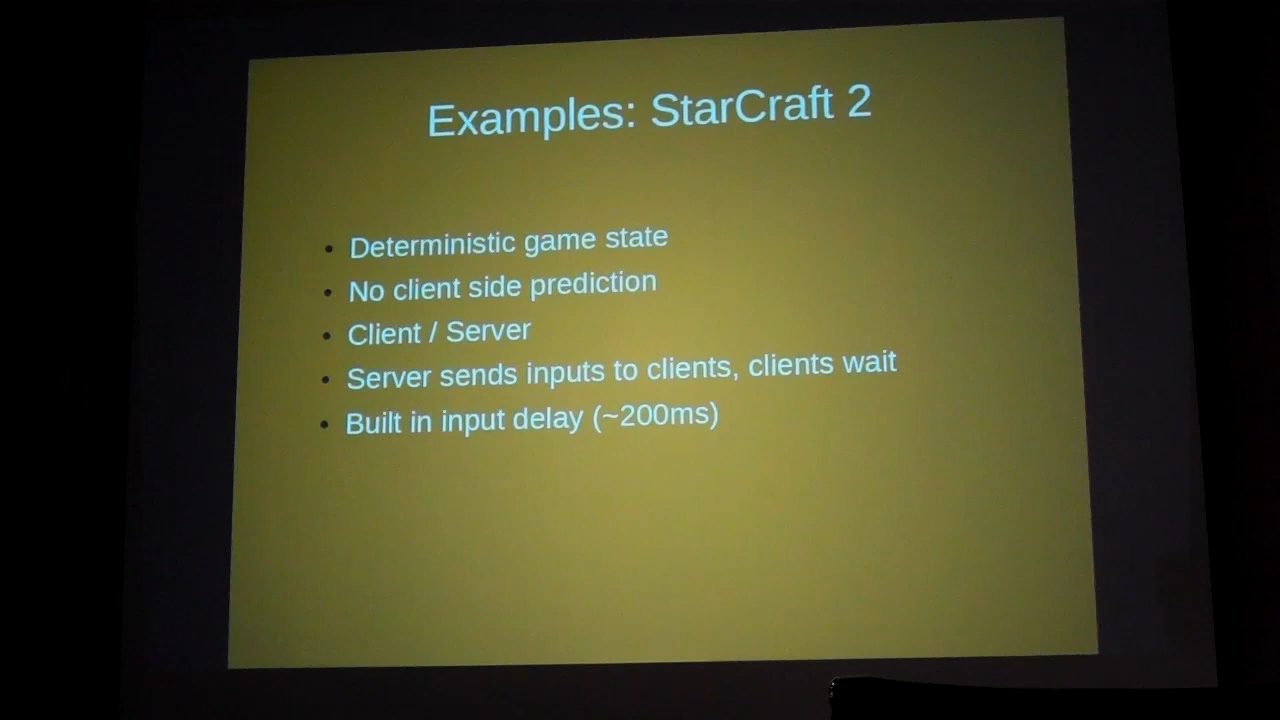 Examples: StarCraft 2
• Deterministic game state
• No client side prediction
• Client / Server
• Server sends inputs to clients, clients wait
• Built in input delay (~200ms)